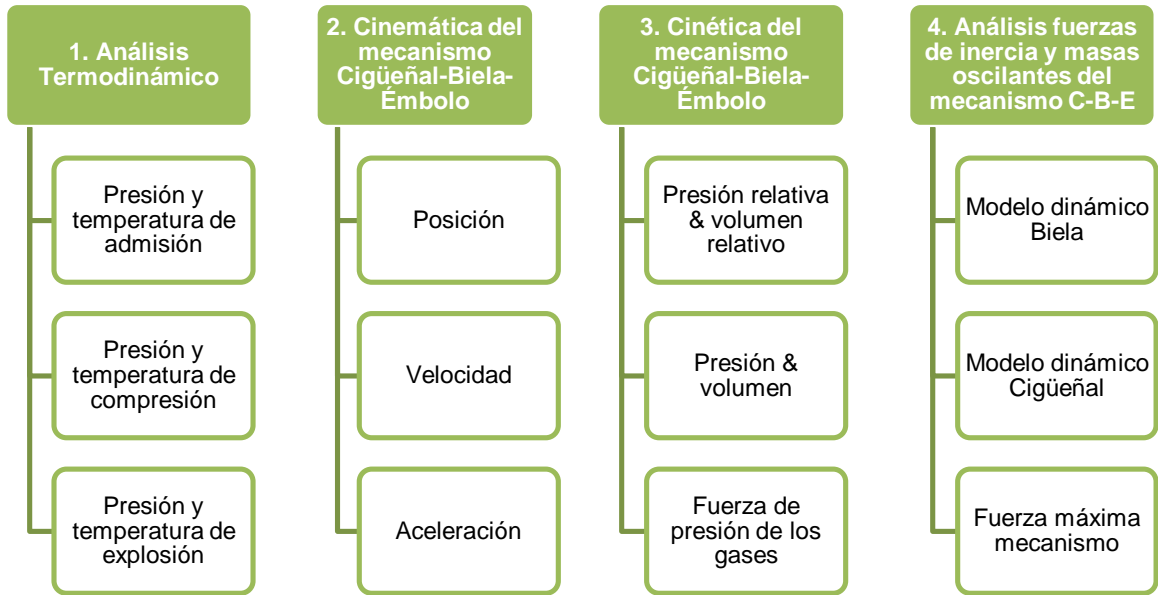 1. Análisis
Termodinámico
Presión y
temperatura de
admisión
Presión y
temperatura de
compresión
Presión y
temperatura de
explosión
2. Cinemática del
mecanismo
Cigüeñal-Biela-
Émbolo
Posición
Velocidad
Aceleración
3. Cinética del
mecanismo
Cigüeñal-Biela-
Émbolo
Presión relativa
& volumen
relativo
Presión &
volumen
Fuerza de
presión de los
gases
4. Análisis fuerzas
de inercia y masas
oscilantes del
mecanismo C-B-E
Modelo dinámico
Biela
Modelo dinámico
Cigüeñal
Fuerza máxima
mecanismo